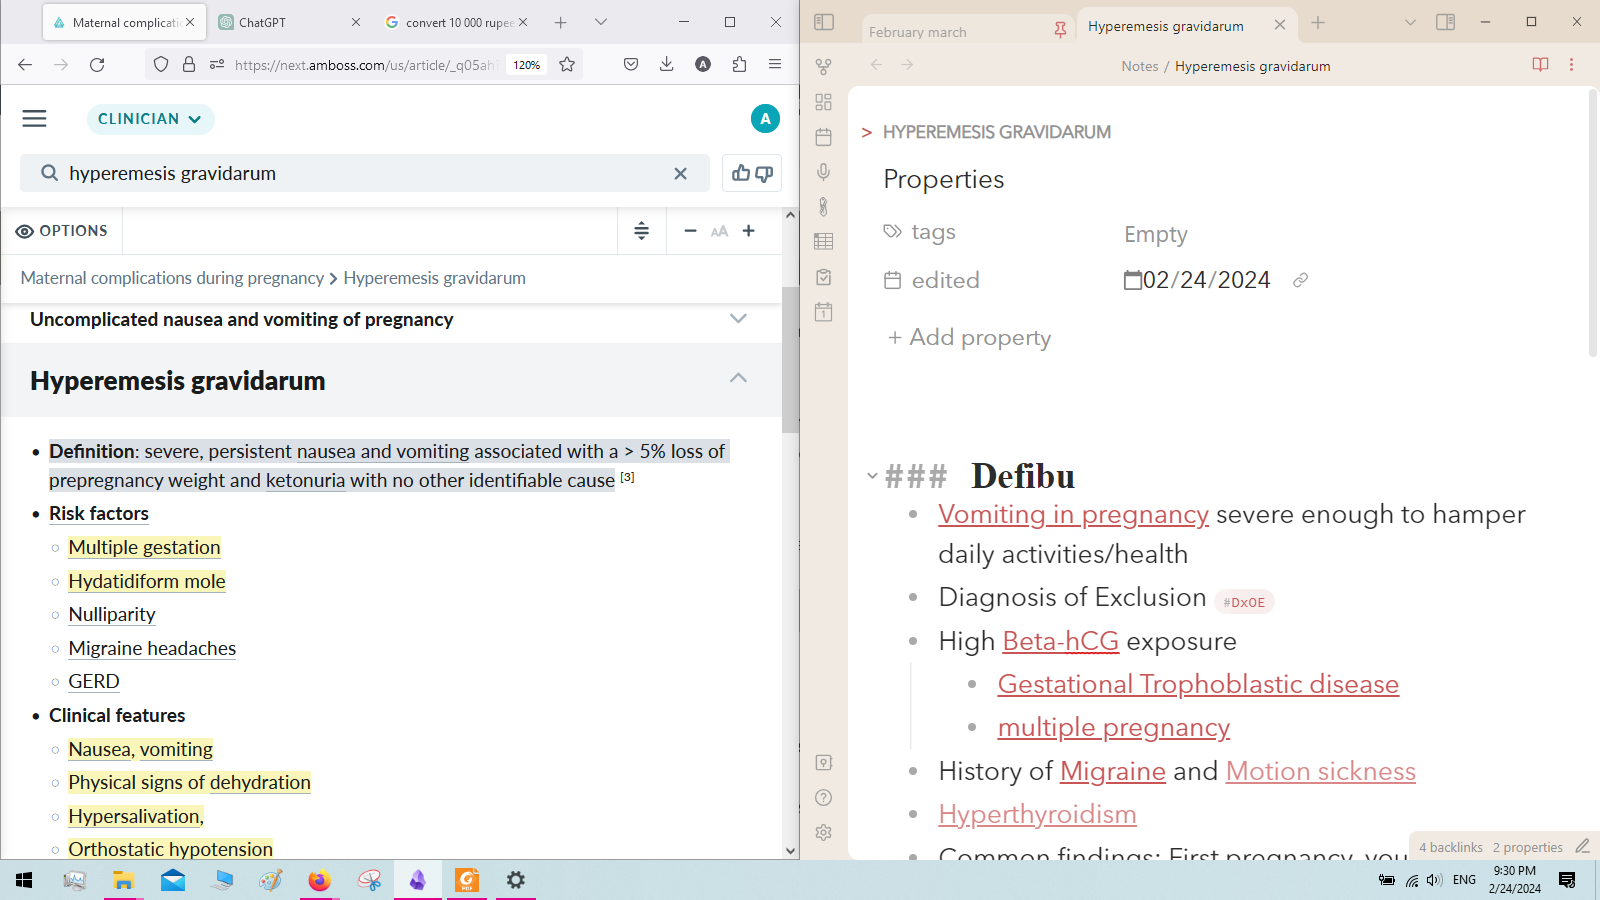 Maternal complicati
ChatGPT
convert 10 000 rupee
https://next.amboss.com/us/article/_q05ah
120%
CLINICIAN
A
hyperemesis gravidarum
OPTIONS
AA
Maternal complications during pregnancy > Hyperemesis gravidarum
Uncomplicated nausea and vomiting of pregnancy
Hyperemesis gravidarum
Definition: severe, persistent nausea and vomiting associated with a > 5% loss of
prepregnancy weight and ketonuria with no other identifiable cause [3]
Risk factors
Multiple gestation
Hydatidiform mole
Nulliparity
Migraine headaches
GERD
Clinical features
Nausea, vomiting
Physical signs of dehydration
Hypersalivation,
Orthostatic hypotension
February march
Hyperemesis gravidarum
Notes / Hyperemesis gravidarum
> HYPEREMESIS GRAVIDARUM
Properties
tags Empty
edited 02/24/2024
+ Add property
### Defibu
Vomiting in pregnancy severe enough to hamper
daily activities/health
Diagnosis of Exclusion #DxOE
High Beta-hCG exposure
Gestational Trophoblastic disease
multiple pregnancy
History of Migraine and Motion sickness
Hyperthyroidism
Common findings: First pregnancy, you
4 backlinks 2 properties
ENG
9:30 PM
2/24/2024